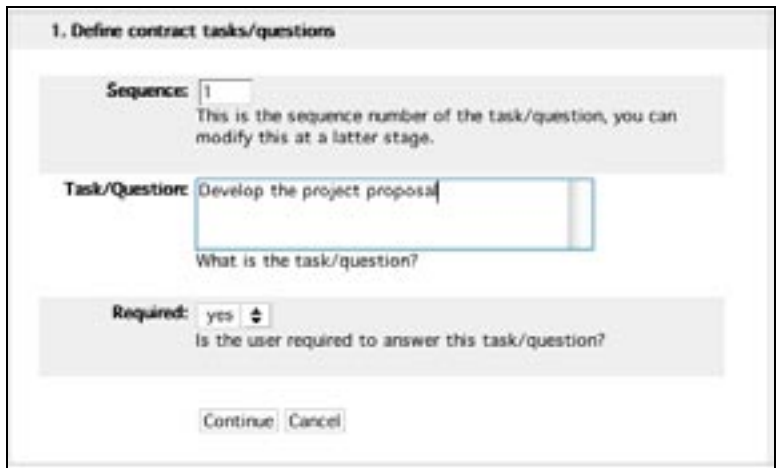 1. Define contract tasks/questions
Sequence: 1
This is the sequence number of the task/question, you can
modify this at a latter stage.
Task/Question: Develop the project proposal
What is the task/question?
Required: yes
Is the user required to answer this task/question?
Continue Cancel